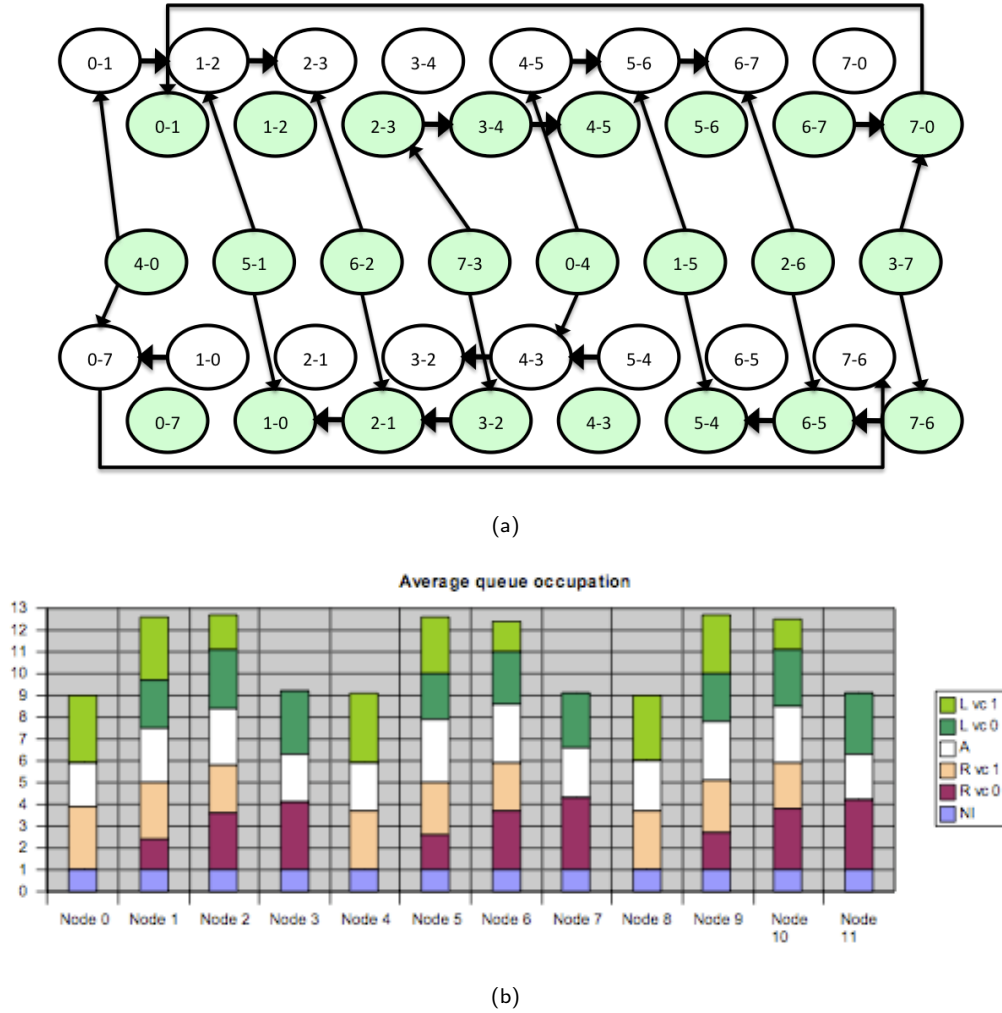 0-1 1-2 2-3 3-4 4-5 5-6 6-7 7-0
0-1 1-2 2-3 3-4 4-5 5-6 6-7 7-0
4-0 5-1 6-2 7-3 0-4 1-5 2-6 3-7
0-7 1-0 2-1 3-2 4-3 5-4 6-5 7-6
0-7 1-0 2-1 3-2 4-3 5-4 6-5 7-6
(a)
Average queue occupation
13
12
11
10
9
8
7
6
5
4
3
2
1
0
L vc 1
L vc 0
A
R vc 1
R vc 0
NI
Node 0 Node 1 Node 2 Node 3 Node 4 Node 5 Node 6 Node 7 Node 8 Node 9 Node 10 Node 11
(b)